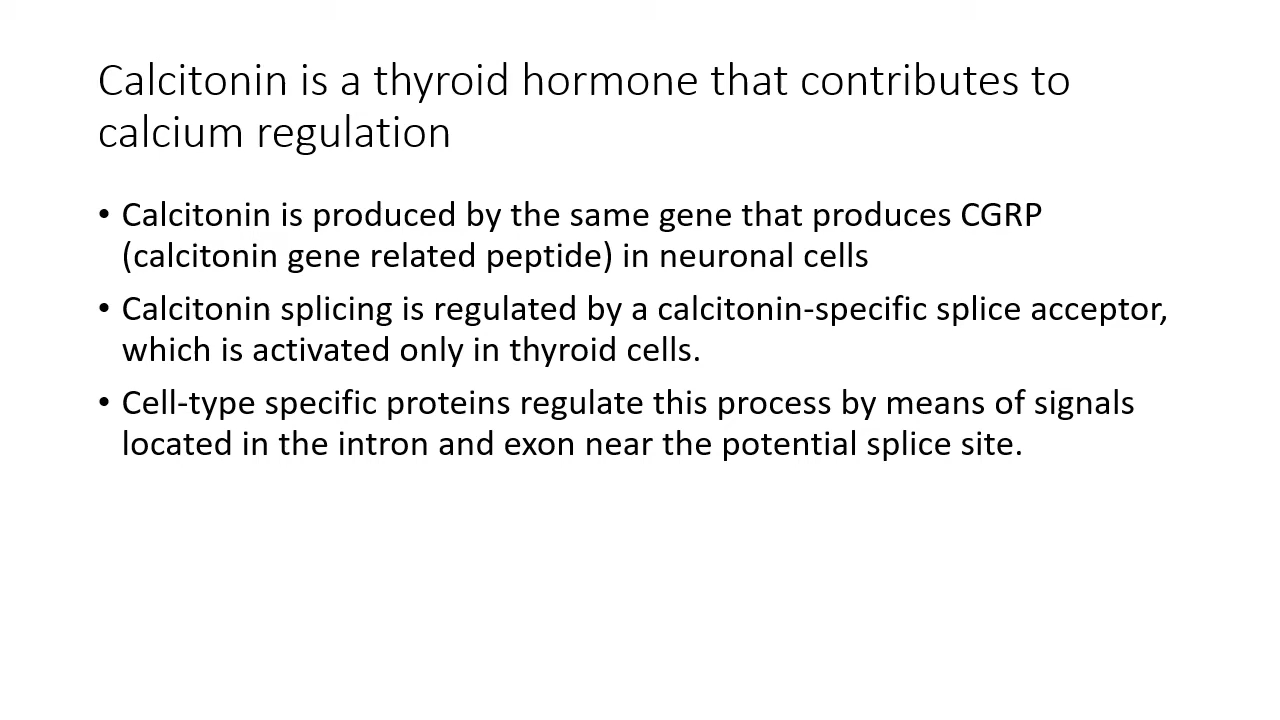 Calcitonin is a thyroid hormone that contributes to
calcium regulation
• Calcitonin is produced by the same gene that produces CGRP
(calcitonin gene related peptide) in neuronal cells
• Calcitonin splicing is regulated by a calcitonin-specific splice acceptor,
which is activated only in thyroid cells.
• Cell-type specific proteins regulate this process by means of signals
located in the intron and exon near the potential splice site.